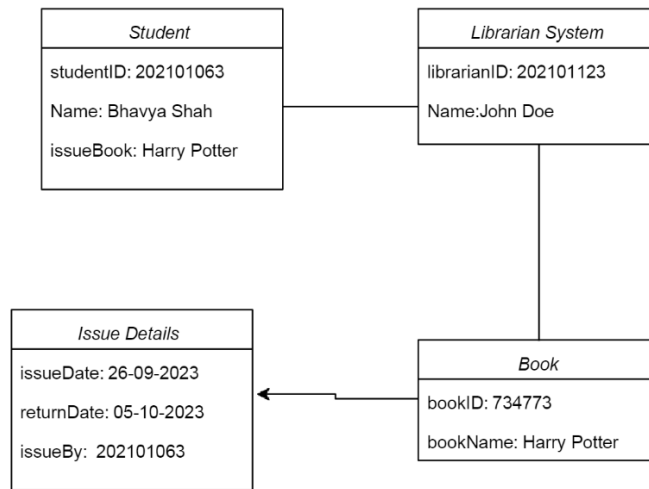 Student
studentID: 202101063
Name: Bhavya Shah
issueBook: Harry Potter
Librarian System
librarianID: 202101123
Name:John Doe
Issue Details
issueDate: 26-09-2023
returnDate: 05-10-2023
issueBy:  202101063
Book
bookID: 734773
bookName: Harry Potter